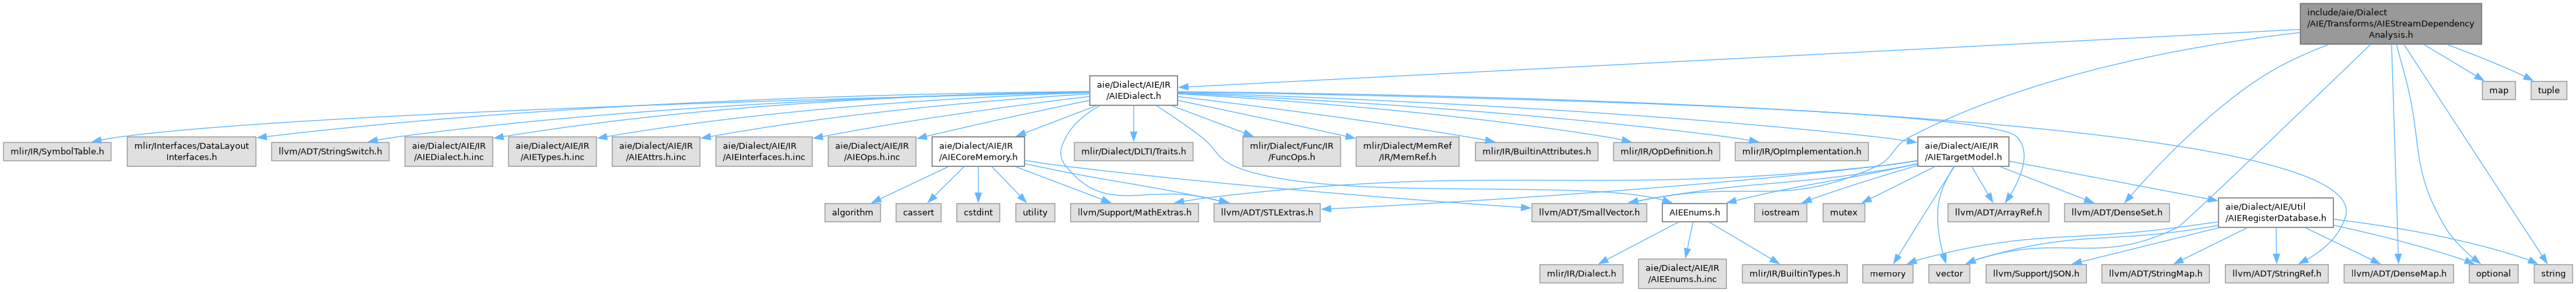 include/aie/Dialect
/AIE/Transforms/AIEStreamDependency
Analysis.h
aie/Dialect/AIE/IR
/AIEDialect.h
map
tuple
mlir/IR/SymbolTable.h
mlir/Interfaces/DataLayout
Interfaces.h
llvm/ADT/StringSwitch.h
aie/Dialect/AIE/IR
/AIEDialect.h.inc
aie/Dialect/AIE/IR
/AIETypes.h.inc
aie/Dialect/AIE/IR
/AIEAttrs.h.inc
aie/Dialect/AIE/IR
/AIEInterfaces.h.inc
aie/Dialect/AIE/IR
/AIEOps.h.inc
aie/Dialect/AIE/IR
/AIECoreMemory.h
mlir/Dialect/DLTI/Traits.h
mlir/Dialect/Func/IR
/FuncOps.h
mlir/Dialect/MemRef
/IR/MemRef.h
mlir/IR/BuiltinAttributes.h
mlir/IR/OpDefinition.h
mlir/IR/OpImplementation.h
aie/Dialect/AIE/IR
/AIETargetModel.h
algorithm
cassert
cstdint
utility
llvm/Support/MathExtras.h
llvm/ADT/STLExtras.h
llvm/ADT/SmallVector.h
AIEEnums.h
iostream
mutex
llvm/ADT/ArrayRef.h
llvm/ADT/DenseSet.h
aie/Dialect/AIE/Util
/AIERegisterDatabase.h
mlir/IR/Dialect.h
aie/Dialect/AIE/IR
/AIEEnums.h.inc
mlir/IR/BuiltinTypes.h
memory
vector
llvm/Support/JSON.h
llvm/ADT/StringMap.h
llvm/ADT/StringRef.h
llvm/ADT/DenseMap.h
optional
string